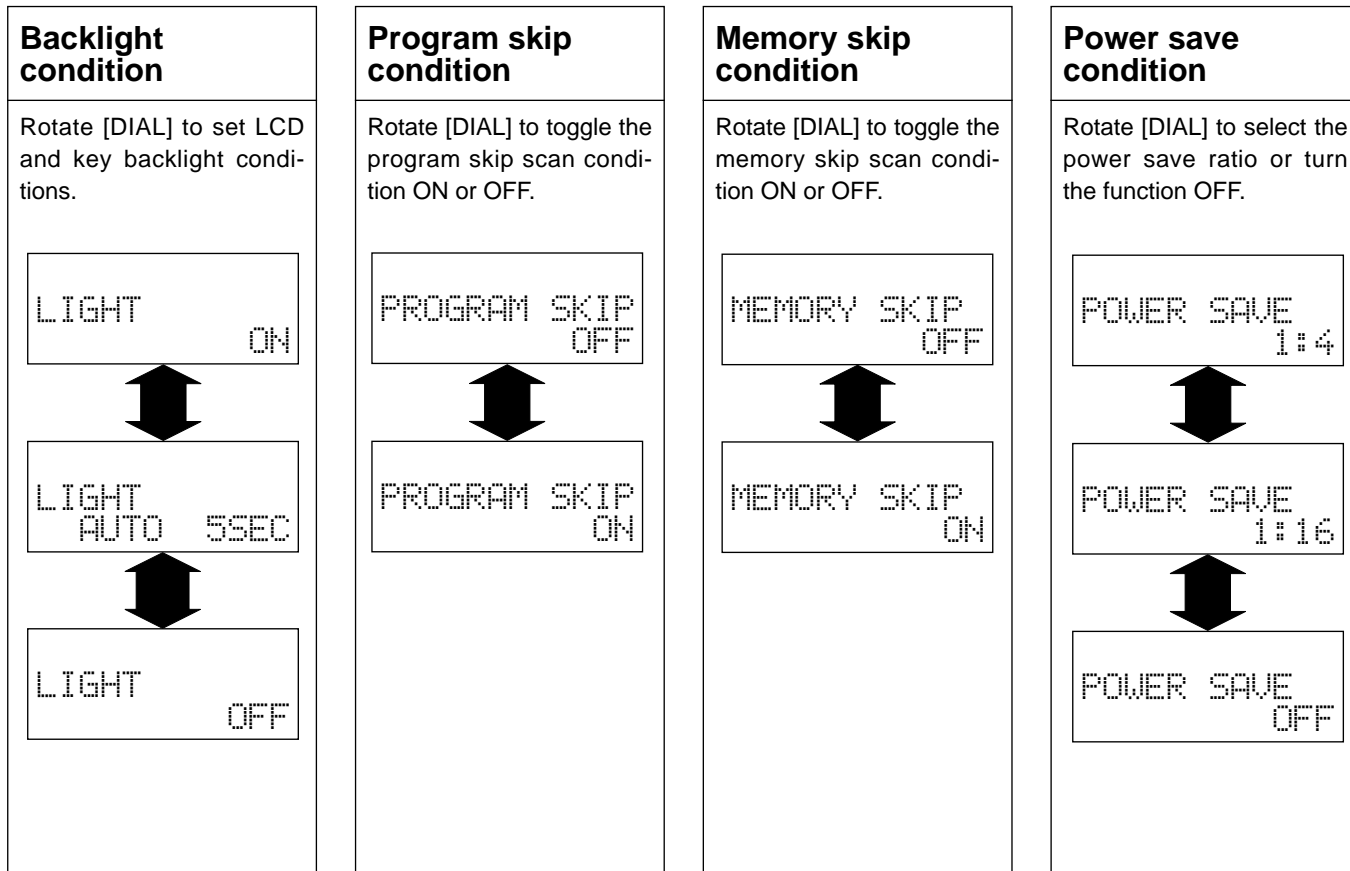 Backlight
condition
Rotate [DIAL] to set LCD
and key backlight condi-
tions.
LIGHT
ON
LIGHT
AUTO 5SEC
LIGHT
OFF
Program skip
condition
Rotate [DIAL] to toggle the
program skip scan condi-
tion ON or OFF.
PROGRAM SKIP
OFF
PROGRAM SKIP
ON
Memory skip
condition
Rotate [DIAL] to toggle the
memory skip scan condi-
tion ON or OFF.
MEMORY SKIP
OFF
MEMORY SKIP
ON
Power save
condition
Rotate [DIAL] to select the
power save ratio or turn
the function OFF.
POWER SAVE
1:4
POWER SAVE
1:16
POWER SAVE
OFF